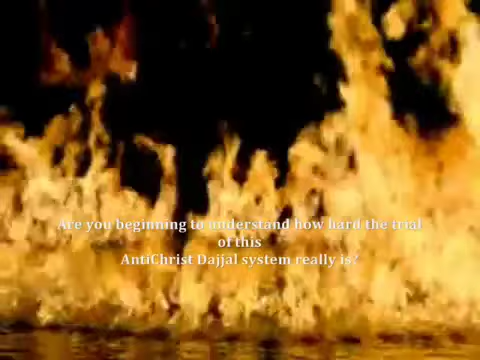 Are you beginning to understand how hard the trial
of this
AntiChrist Dajjal system really is?